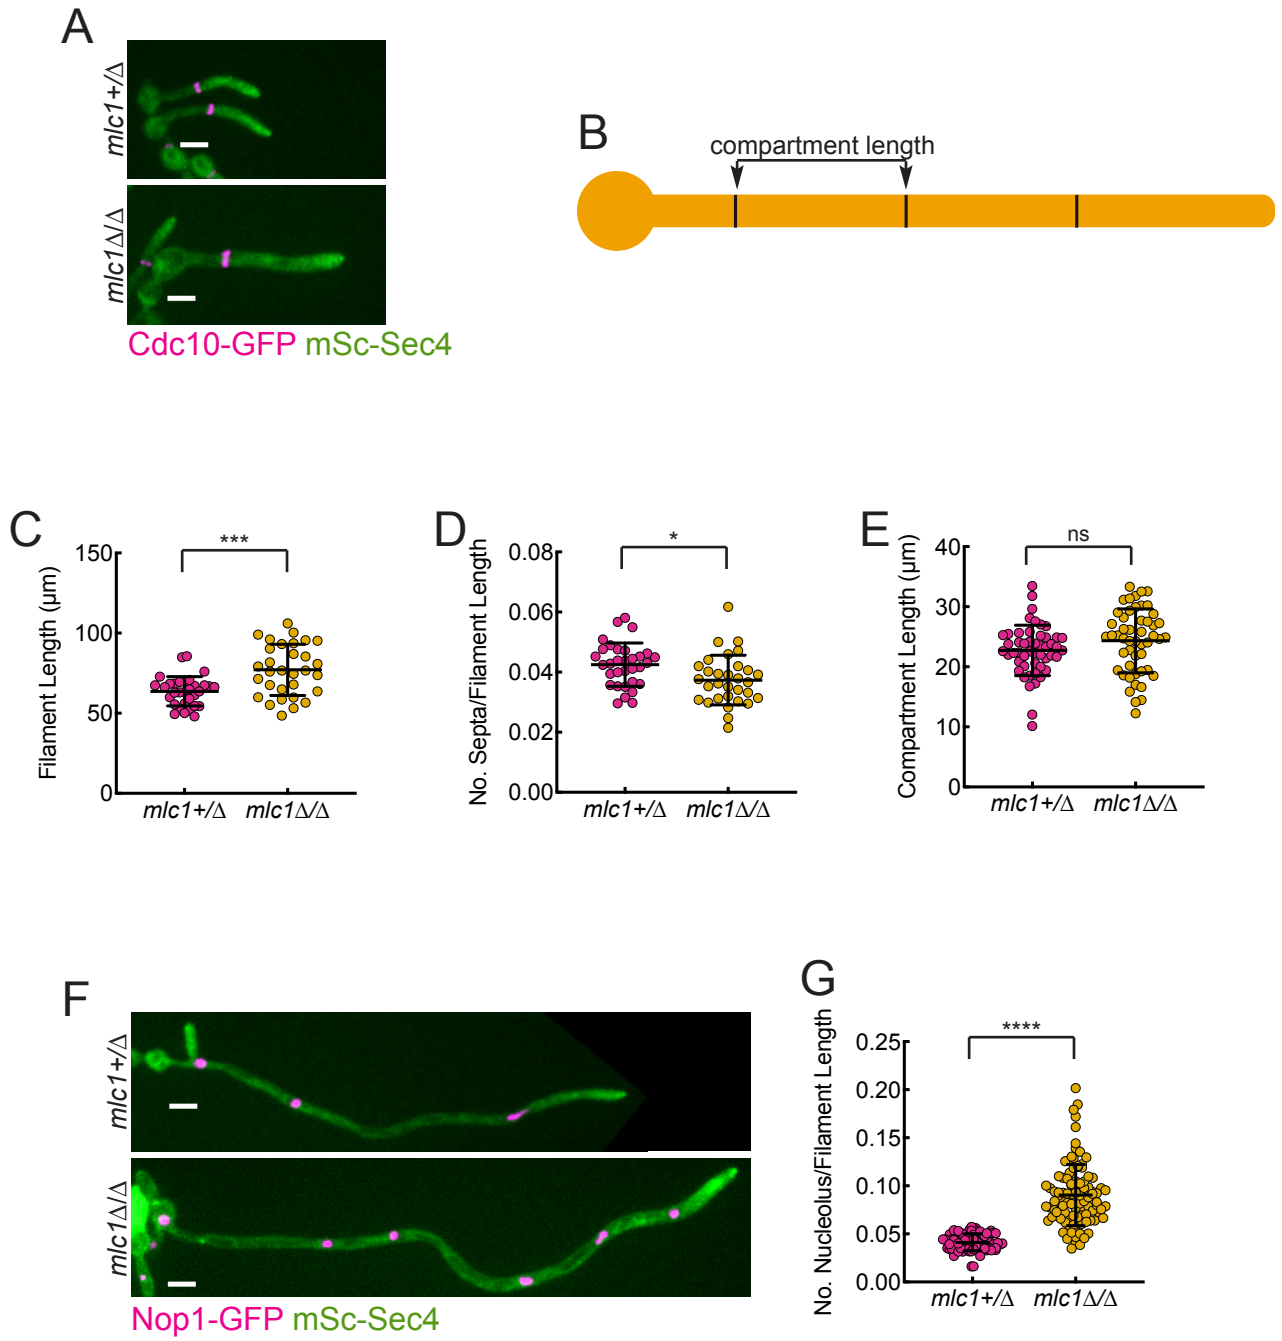 A
mlc1+/Δ
mlc1Δ/Δ
Cdc10-GFP mSc-Sec4
B
compartment length
C
Filament Length (μm)
150
100
50
0
***
mlc1+/Δ
mlc1Δ/Δ
D
No. Septa/Filament Length
0.08
0.06
0.04
0.02
0.00
*
mlc1+/Δ
mlc1Δ/Δ
E
Compartment Length (μm)
40
30
20
10
0
ns
mlc1+/Δ
mlc1Δ/Δ
F
mlc1+/Δ
mlc1Δ/Δ
Nop1-GFP mSc-Sec4
G
No. Nucleolus/Filament Length
0.25
0.20
0.15
0.10
0.05
0.00
****
mlc1+/Δ
mlc1Δ/Δ